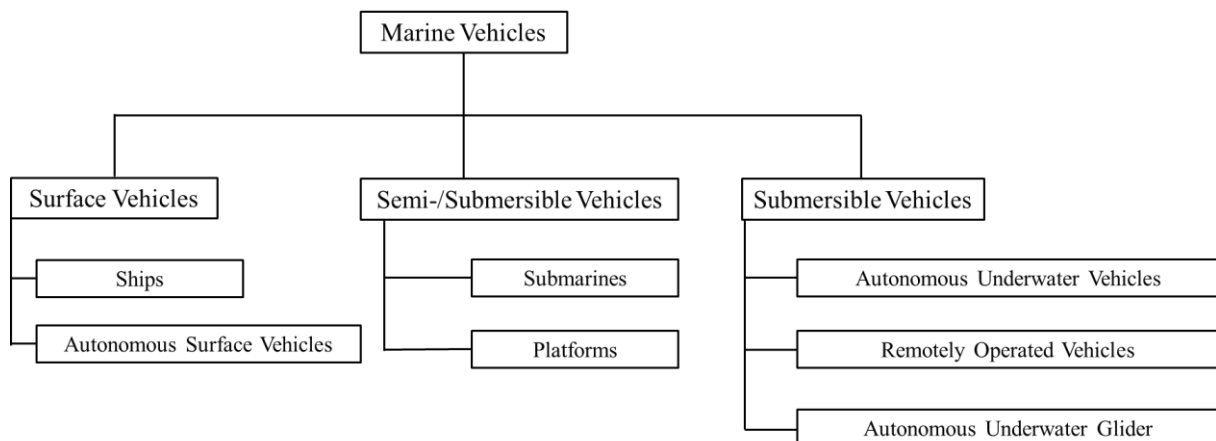 Marine Vehicles
Surface Vehicles
Semi-/Submersible Vehicles
Submersible Vehicles
Ships
Autonomous Surface Vehicles
Submarines
Platforms
Autonomous Underwater Vehicles
Remotely Operated Vehicles
Autonomous Underwater Glider